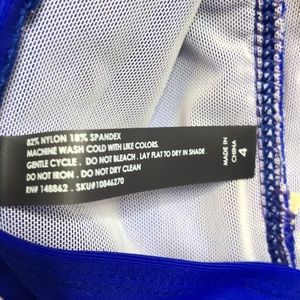 82% NYLON 18% SPANDEX
MACHINE WASH COLD WITH LIKE COLORS.
GENTLE CYCLE . DO NOT BLEACH . LAY FLAT TO DRY IN SHADE .
DO NOT IRON . DO NOT DRY CLEAN
RN# 148862 . SKU#10846270
MADE IN
CHINA
4